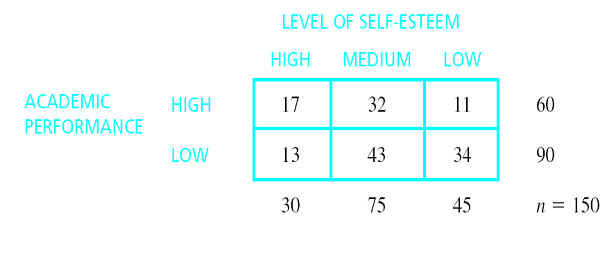 LEVEL OF SELF-ESTEEM
HIGH MEDIUM LOW
ACADEMIC PERFORMANCE
HIGH 17 32 11 60
LOW 13 43 34 90
30 75 45 n = 150